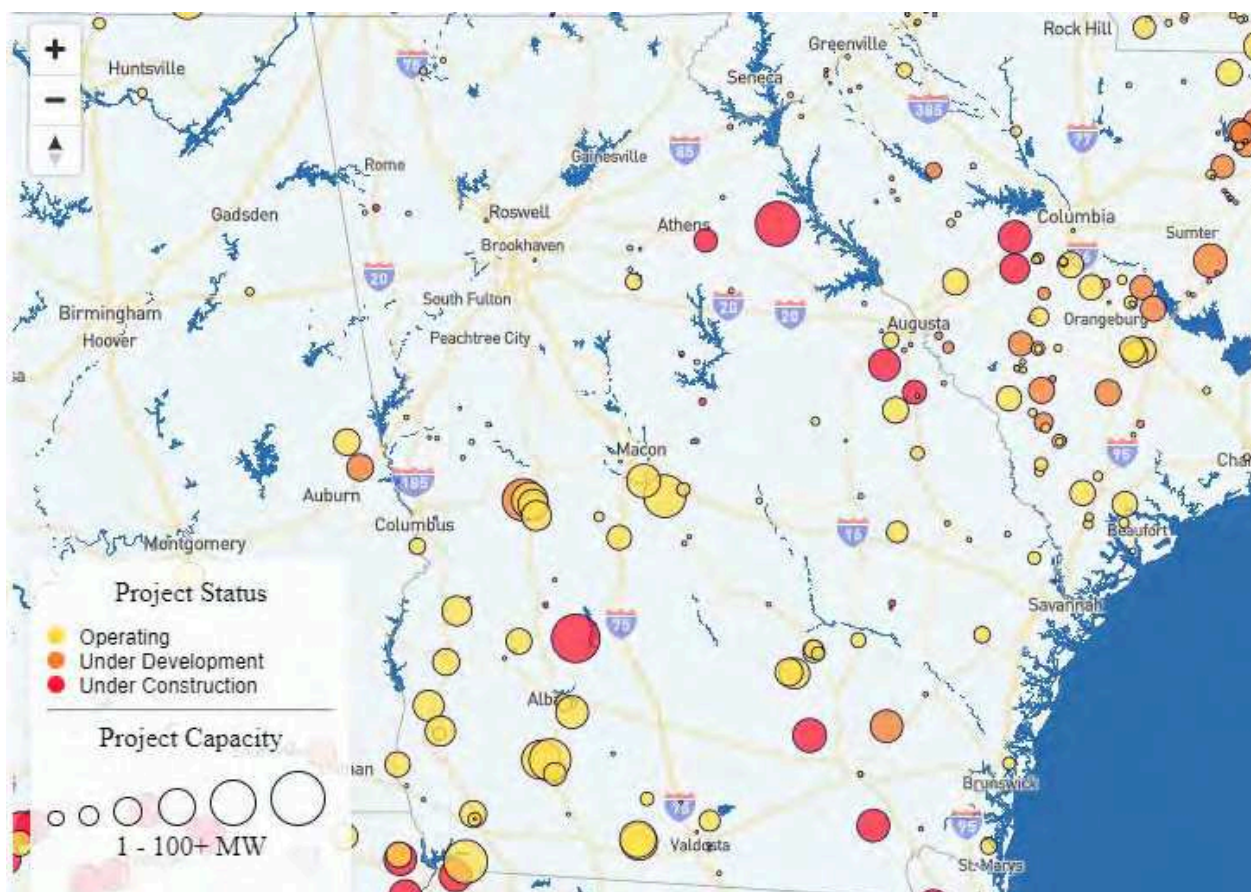 Rock Hill
Greenville
Huntsville
Seneca
75
385
85
77
Gainesville
Rome
Gadsden
Roswell
Athens
Columbia
Sumter
Brookhaven
20
South Fulton
20
20
Birmingham
Hoover
Peachtree City
Augusta
Orangeburg
Macon
95
185
Auburn
Columbus
16
Montgomery
Beaufort
Savannah
75
Project Status
Operating
Under Development
Under Construction
Project Capacity
1 - 100+ MW
Brunswick
75
95
Valdosta
St. Marys